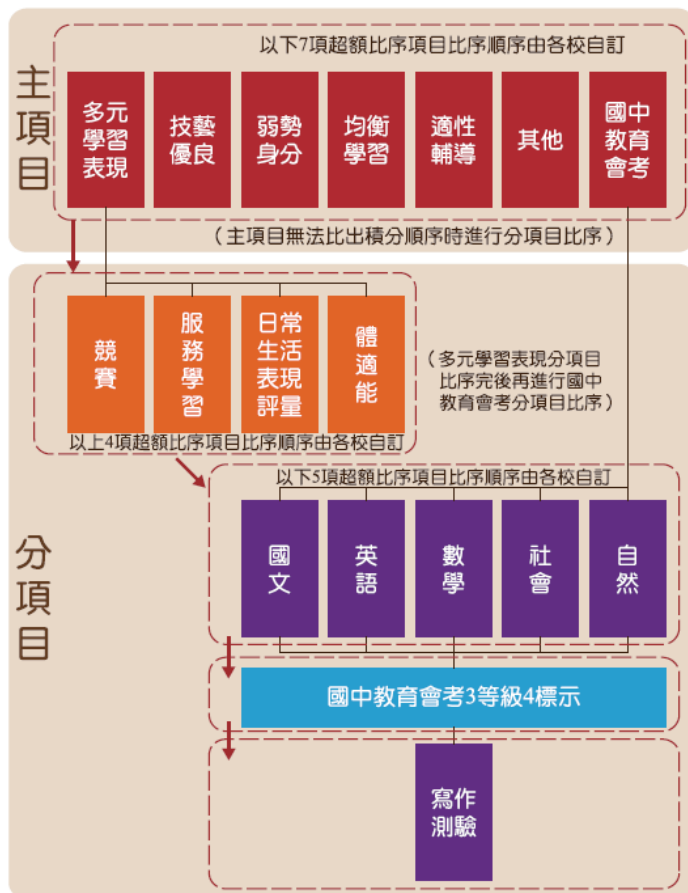 以下7項超額比序項目比序順序由各校自訂
主項目
多元
學習
表現
技藝
優良
弱勢
身分
均衡
學習
適性
輔導
其他
國中
教育
會考
（主項目無法比出積分順序時進行分項目比序）
分項目
競賽
服務學習
日常
生活
表現
評量
體適能
（多元學習表現分項目
比序完後再進行國中
教育會考分項目比序）
以上4項超額比序項目比序順序由各校自訂
以下5項超額比序項目比序順序由各校自訂
國文
英語
數學
社會
自然
國中教育會考3等級4標示
寫作
測驗